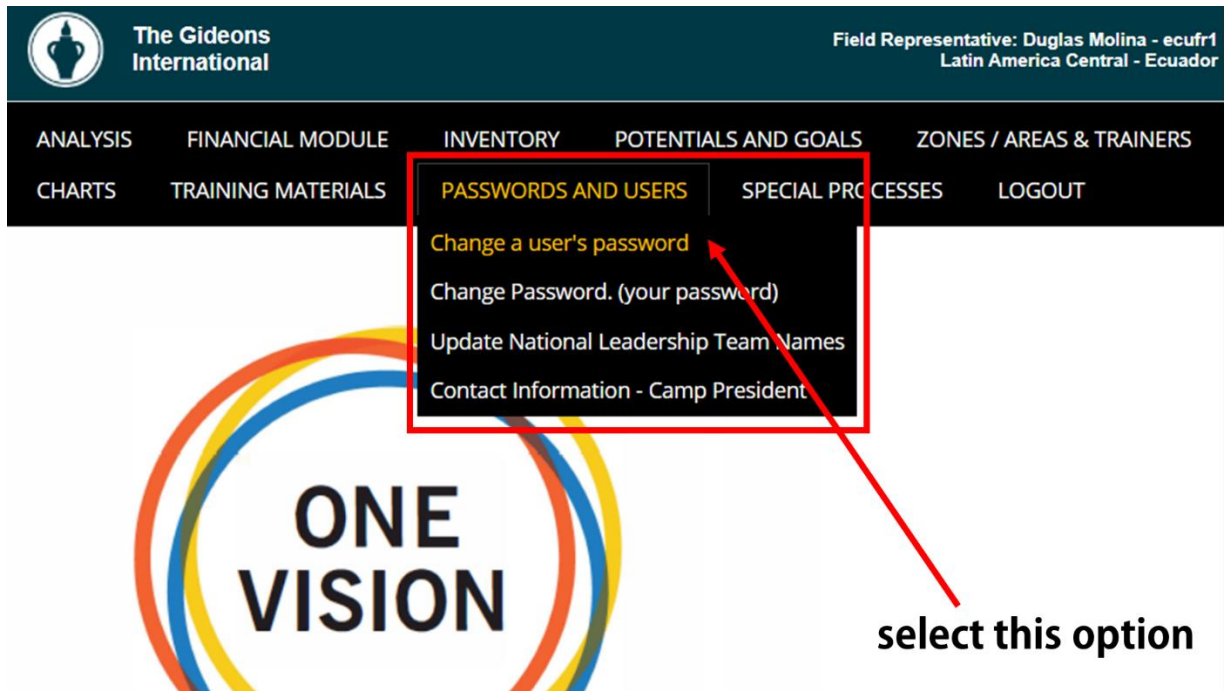 The Gideons
International
Field Representative: Duglas Molina - ecufr1
Latin America Central - Ecuador
ANALYSIS FINANCIAL MODULE INVENTORY POTENTIALS AND GOALS ZONES / AREAS & TRAINERS
CHARTS TRAINING MATERIALS PASSWORDS AND USERS SPECIAL PROCESSES LOGOUT
Change a user's password
Change Password. (your password)
Update National Leadership Team Names
Contact Information - Camp President
ONE
VISION
select this option